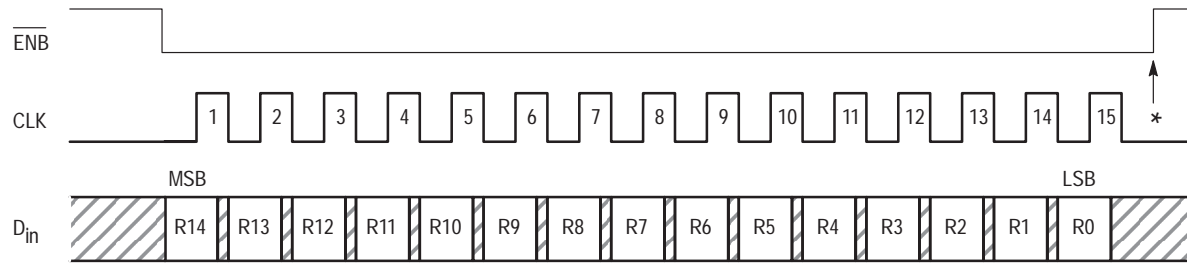 ENB
CLK 1 2 3 4 5 6 7 8 9 10 11 12 13 14 15 *
MSB LSB
Din R14 R13 R12 R11 R10 R9 R8 R7 R6 R5 R4 R3 R2 R1 R0